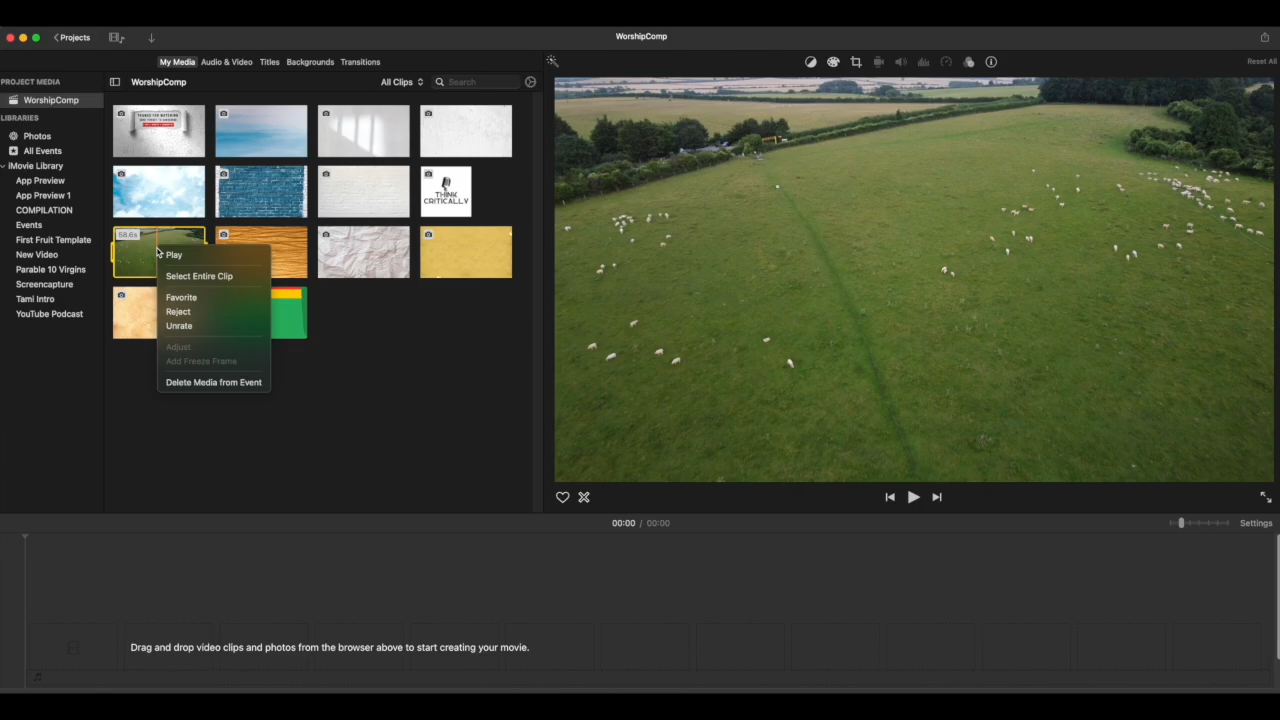 Projects
WorshipComp
My Media Audio & Video Titles Backgrounds Transitions
Reset All
PROJECT MEDIA
WorshipComp
LIBRARIES
Photos
All Events
iMovie Library
App Preview
App Preview 1
COMPILATION
Events
First Fruit Template
New Video
Parable 10 Virgins
Screencapture
Tami Intro
YouTube Podcast
WorshipComp All Clips Search
THANKS FOR WATCHING
THINK
CRITICALLY
58.6s
Play
Select Entire Clip
Favorite
Reject
Unrate
Adjust
Add Freeze Frame
Delete Media from Event
00:00 / 00:00
Settings
Drag and drop video clips and photos from the browser above to start creating your movie.